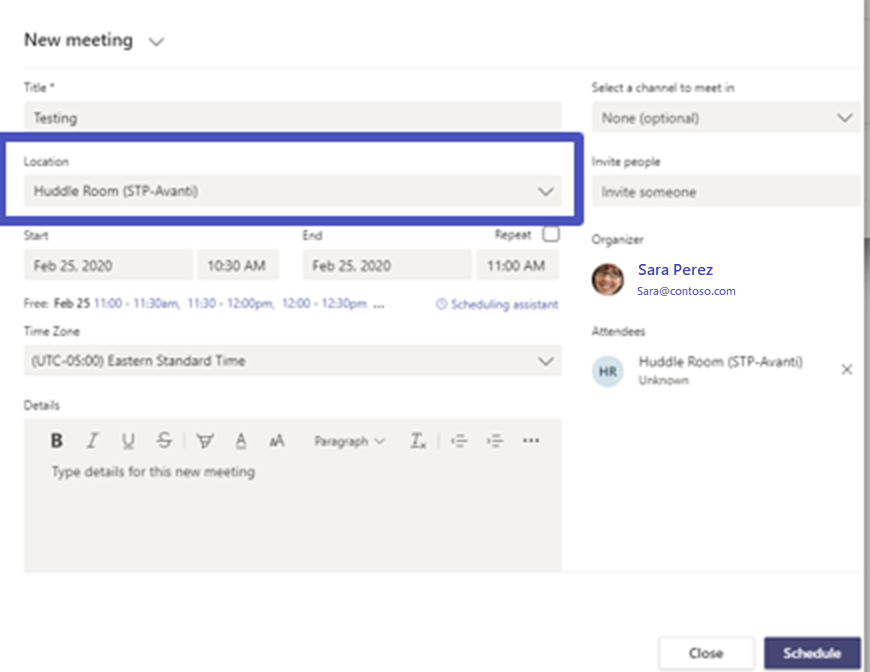 New meeting
Title *
Testing
Location
Huddle Room (STP-Avanti)
Start
End
Repeat
Feb 25, 2020
10:30 AM
Feb 25, 2020
11:00 AM
Free: Feb 25 11:00 - 11:30am, 11:30 - 12:00pm, 12:00 - 12:30pm ...
Scheduling assistant
Time Zone
(UTC-05:00) Eastern Standard Time
Details
B I U S A AA Paragraph Tx ...
Type details for this new meeting
Select a channel to meet in
None (optional)
Invite people
Invite someone
Organizer
Sara Perez
Sara@contoso.com
Attendees
HR
Huddle Room (STP-Avanti)
Unknown
Close
Schedule